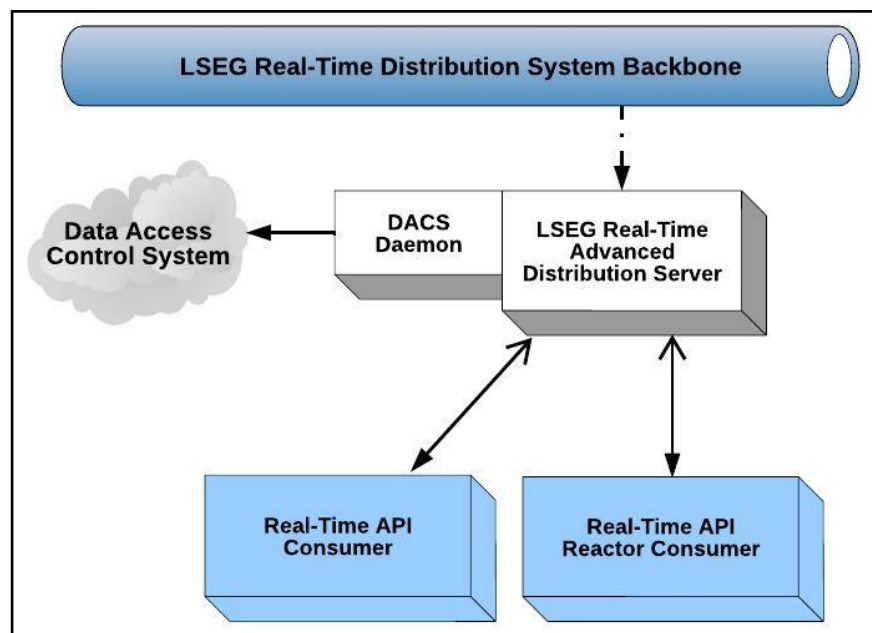 LSEG Real-Time Distribution System Backbone
Data Access
Control System
DACS
Daemon
LSEG Real-Time
Advanced
Distribution Server
Real-Time API
Consumer
Real-Time API
Reactor Consumer